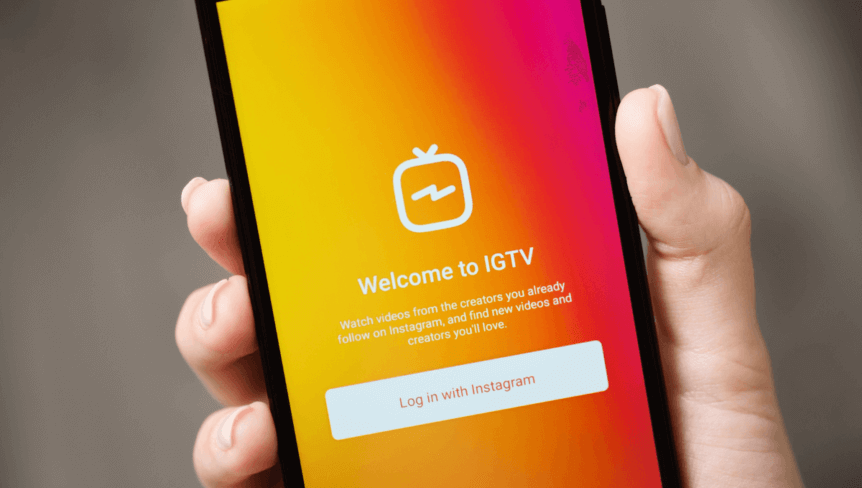 Welcome to IGTV
Watch videos from the creators you already
follow on Instagram, and find new videos and
creators you'll love.
Log in with Instagram